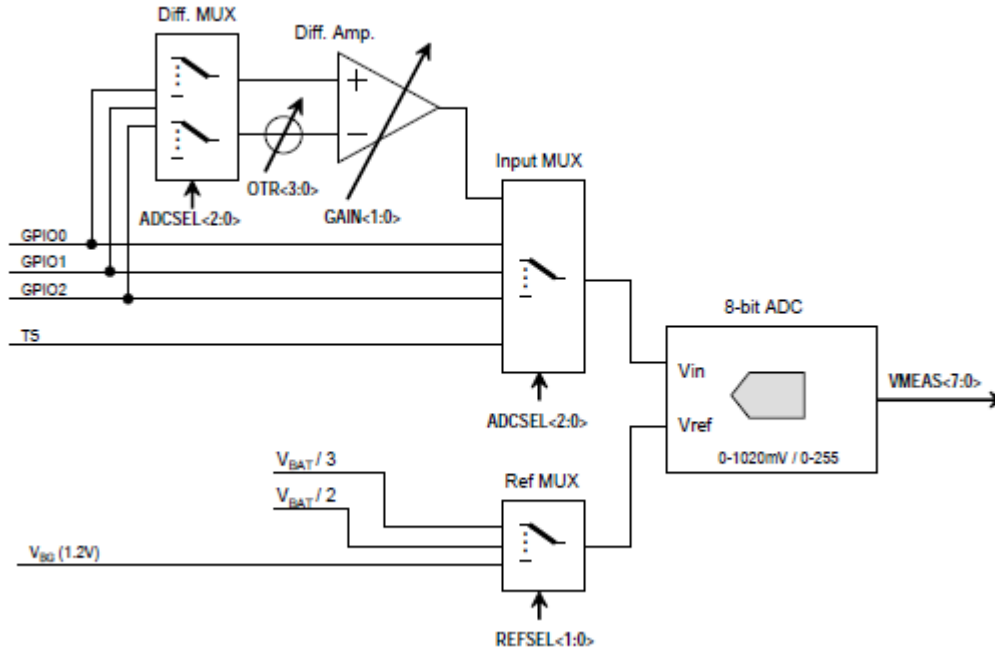 Diff. MUX
Diff. Amp.
+
−
OTR<3:0>
GAIN<1:0>
ADCSEL<2:0>
Input MUX
GPIO0
GPIO1
GPIO2
T5
ADCSEL<2:0>
8-bit ADC
Vin
Vref
0-1020mV / 0-255
VMEAS<7:0>
VBAT / 3
VBAT / 2
VBG (1.2V)
Ref MUX
REFSEL<1:0>